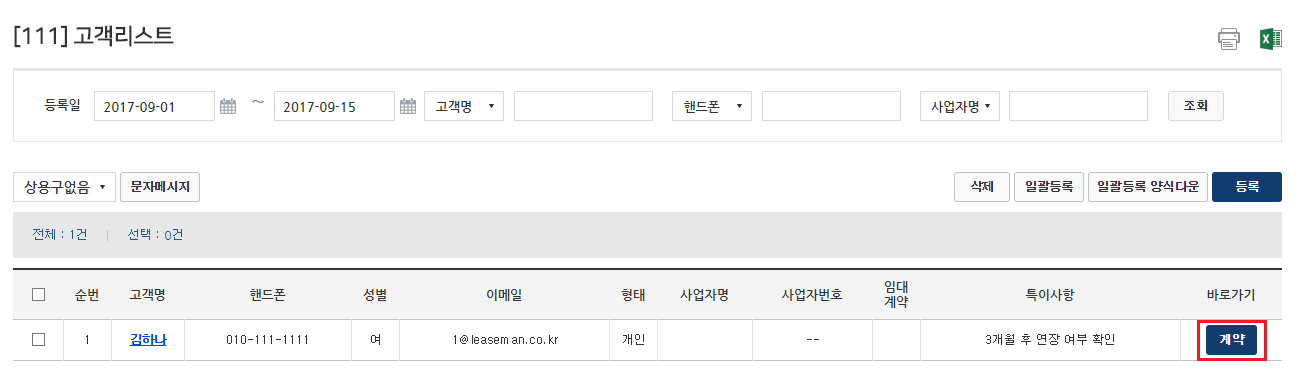 [111] 고객리스트
등록일 2017-09-01 ~ 2017-09-15 고객명 핸드폰 사업자명 조회
상용구없음 문자메시지 삭제 일괄등록 일괄등록 양식다운 등록
전체 : 1건 | 선택 : 0건
순번 고객명 핸드폰 성별 이메일 형태 사업자명 사업자번호 임대 계약 특이사항 바로가기
1 김하나 010-111-1111 여 1@leaseman.co.kr 개인 -- 3개월 후 연장 여부 확인 계약